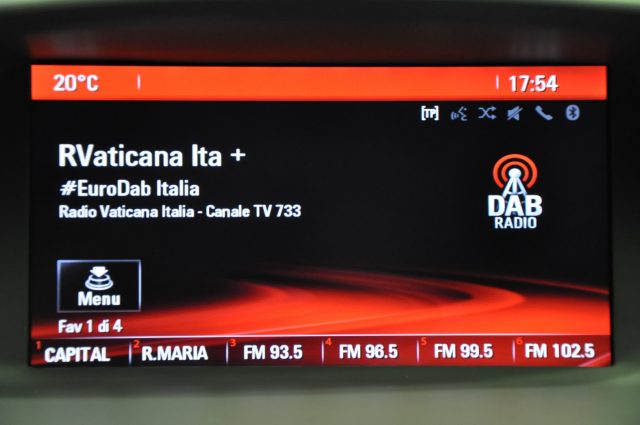 20°C 17:54
[TP]
RVaticana Ita +
#EuroDab Italia
Radio Vaticana Italia - Canale TV 733
DAB
RADIO
Menu
Fav 1 di 4
1 CAPITAL 2 R.MARIA 3 FM 93.5 4 FM 96.5 5 FM 99.5 6 FM 102.5